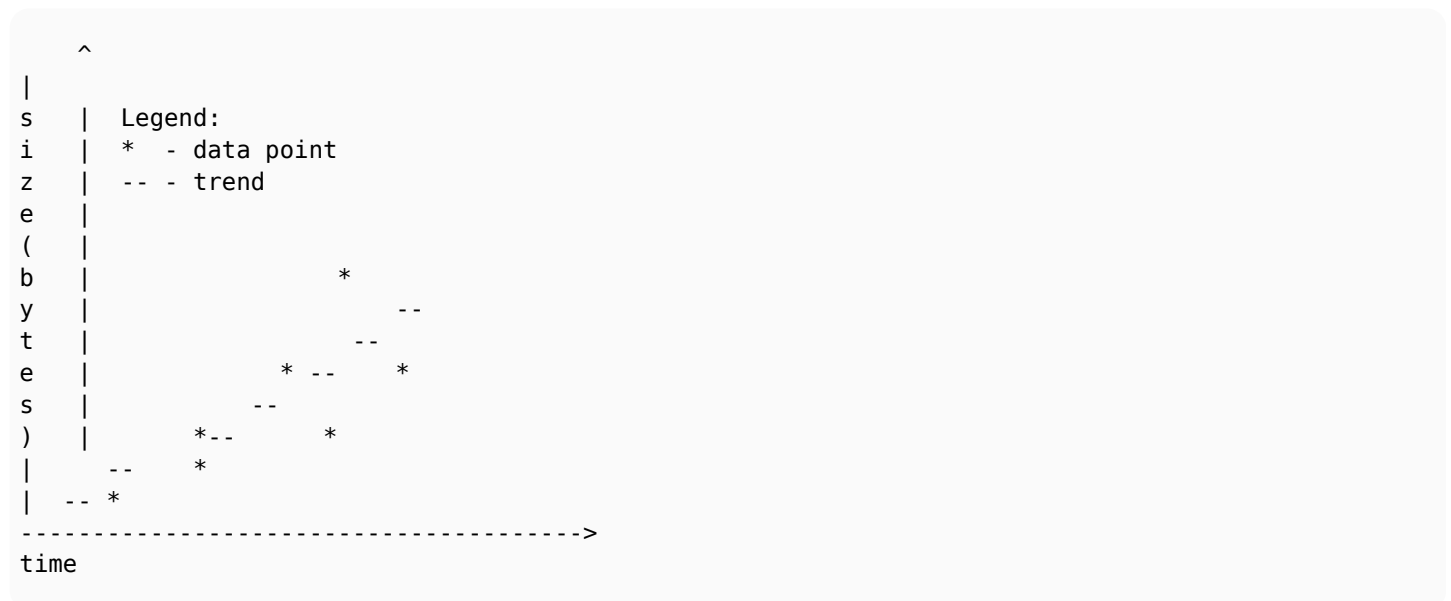 ^
|
s   |  Legend:
i   |  *  - data point
z   |  -- - trend
e   |
(   |
b   |                 *
y   |                     --
t   |                  --
e   |             * --    *
s   |           --
)   |       *--      *
|     --    *
|  -- *
--------------------------------------->
time